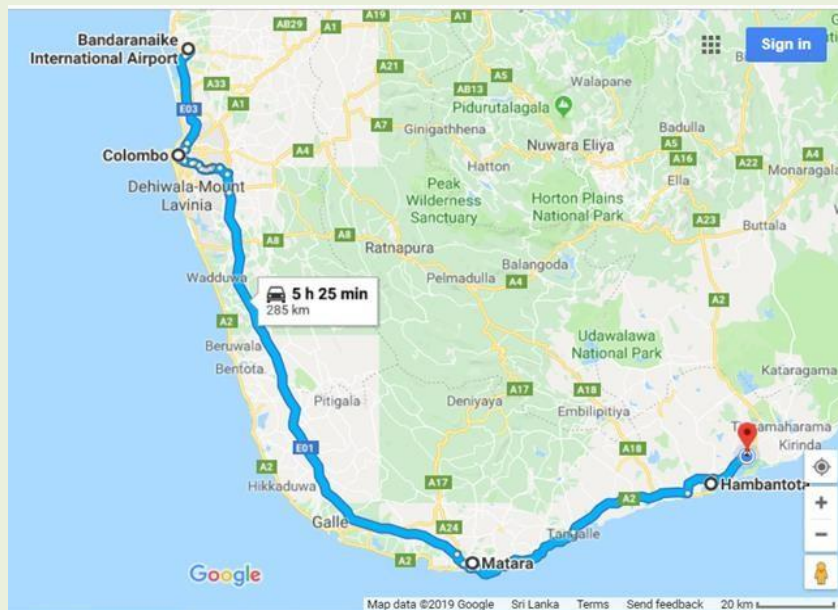 Bandaranaike
International Airport
AB29
A19
A1
A1
A21
A33
A1
E03
A5
AB13
Walapane
Pidurutalagala
Sign in
A7
Ginigathhena
Nuwara Eliya
Badulla
A5
A16
A22
A4
Monaragala
Colombo
A4
Hatton
Ella
Dehiwala-Mount
Lavinia
Peak
Wilderness
Sanctuary
Horton Plains
National Park
A23
Buttala
A8
A8
Ratnapura
Balangoda
Pelmadulla
A4
Wadduwa
5 h 25 min
285 km
A2
A2
Beruwala
Bentota
Udawalawa
National Park
Kataragama
Pitigala
Deniyaya
A17
A18
Embilipitiya
Kirinda
E01
A18
A2
Hikkaduwa
A17
A2
Hambantota
Galle
A24
Tangalle
A2
Matara
Google
Map data ©2019 Google
Sri Lanka
Terms
Send feedback
20 km